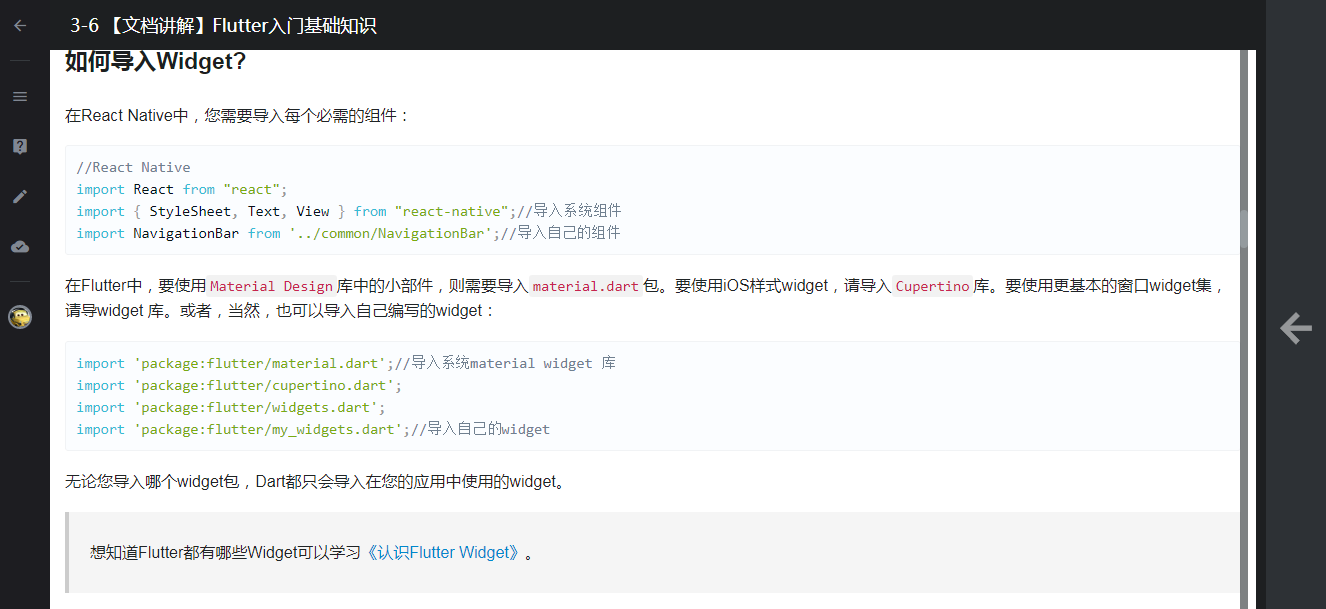 3-6 【文档讲解】Flutter入门基础知识
如何导入Widget?
在React Native中，您需要导入每个必需的组件：
//React Native
import React from "react";
import { StyleSheet, Text, View } from "react-native";//导入系统组件
import NavigationBar from '../common/NavigationBar';//导入自己的组件
在Flutter中，要使用Material Design库中的小部件，则需要导入material.dart包。要使用iOS样式widget，请导入Cupertino库。要使用更基本的窗口widget集，
请导widget 库。或者，当然，也可以导入自己编写的widget：
import 'package:flutter/material.dart';//导入系统material widget 库
import 'package:flutter/cupertino.dart';
import 'package:flutter/widgets.dart';
import 'package:flutter/my_widgets.dart';//导入自己的widget
无论您导入哪个widget包，Dart都只会导入在您的应用中使用的widget。
想知道Flutter都有哪些Widget可以学习《认识Flutter Widget》。